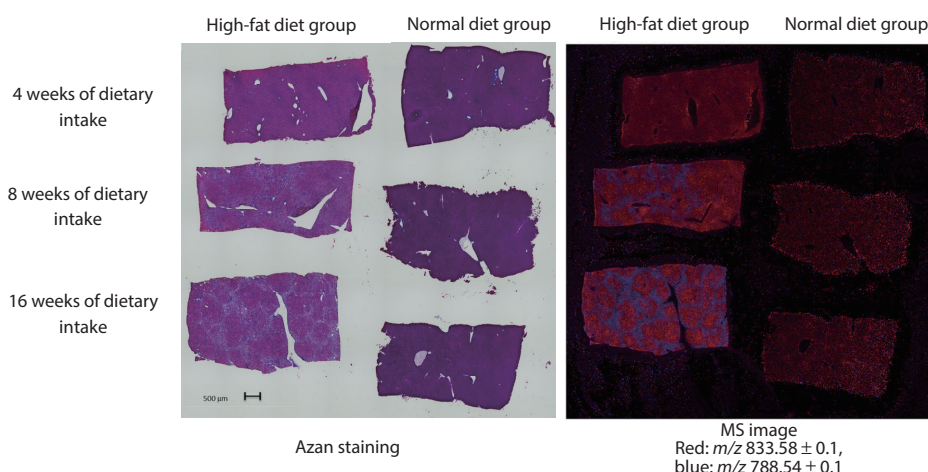 High-fat diet group
Normal diet group
High-fat diet group
Normal diet group
4 weeks of dietary
intake
8 weeks of dietary
intake
16 weeks of dietary
intake
500 µm
Azan staining
MS image
Red: m/z 833.58 ± 0.1,
blue: m/z 788.54 ± 0.1